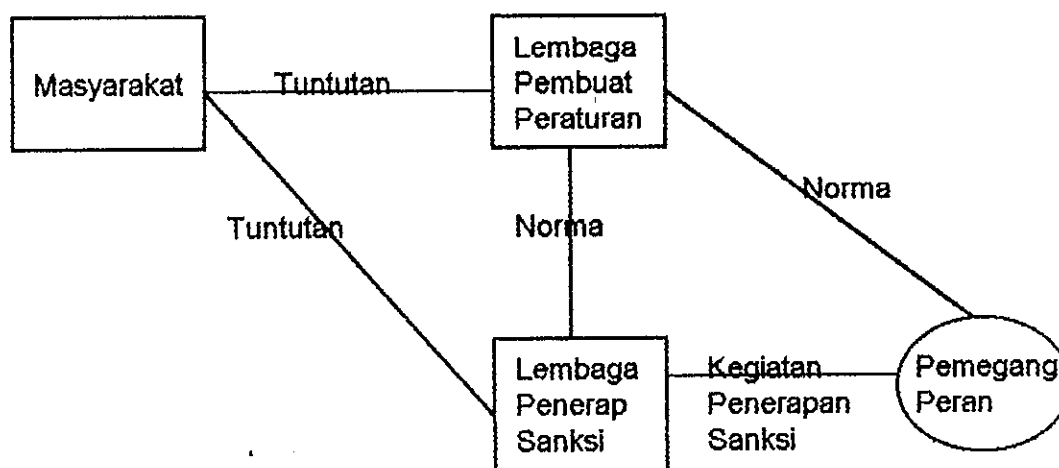 Masyarakat
Tuntutan
Lembaga
Pembuat
Peraturan
Norma
Tuntutan
Norma
Lembaga
Penerap
Sanksi
Kegiatan
Penerapan
Sanksi
Pemegang
Peran